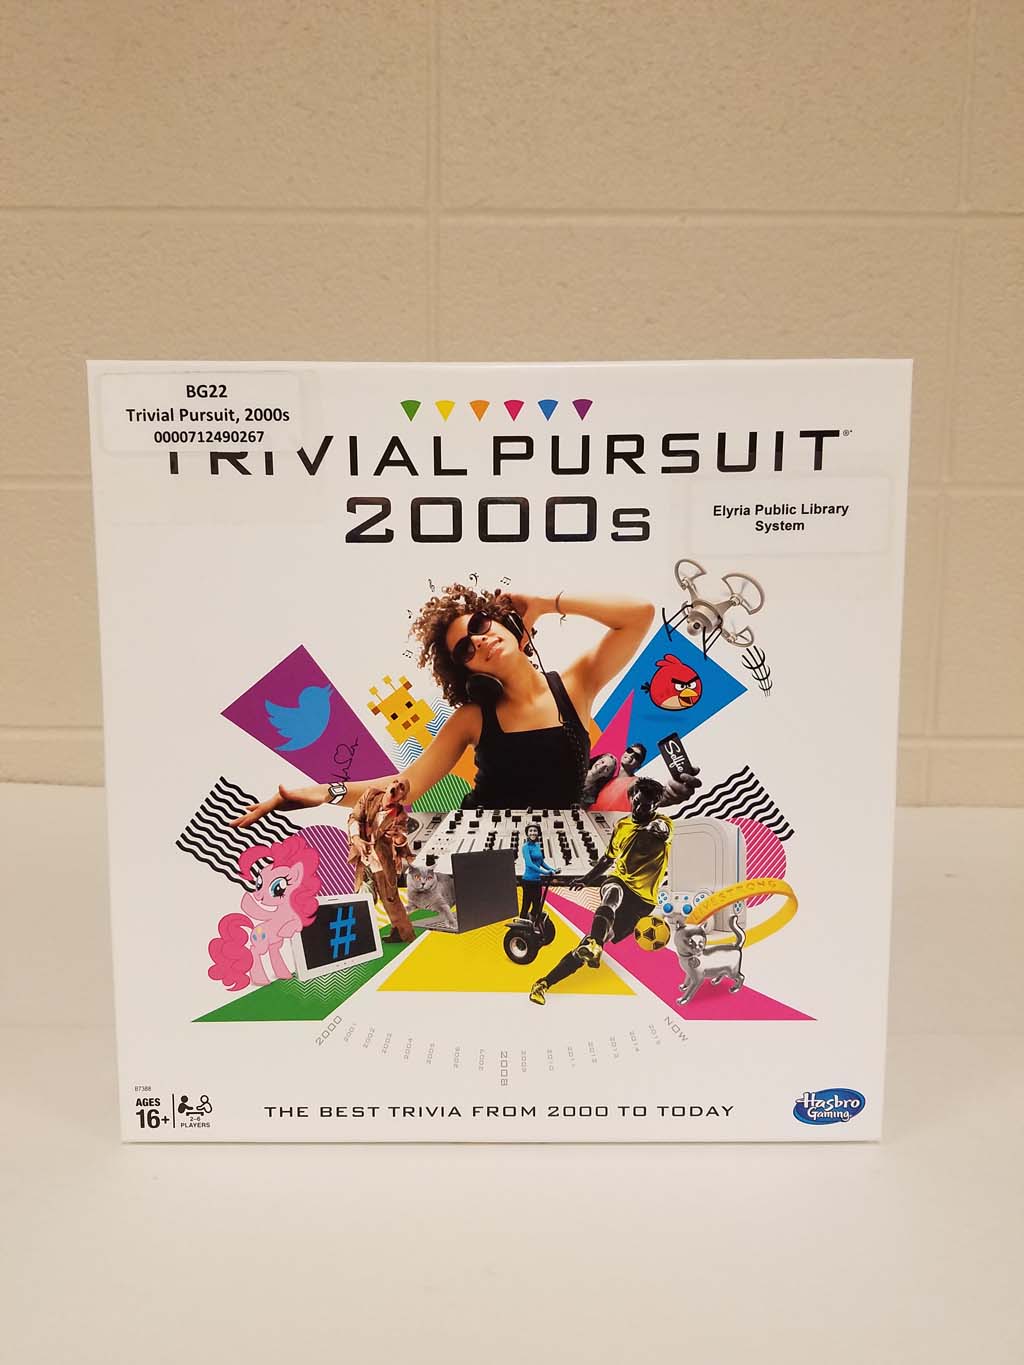 BG22
Trivial Pursuit, 2000s
0000712490267
TRIVIAL PURSUIT®
2000s
Elyria Public Library
System
Selfie
LIVESTRONG
#
2000 2001 2002 2003 2004 2005 2006 2007 2008 2009 2010 2011 2012 2013 2014 2015 NOW
B7388
AGES
16+
2-6
PLAYERS
THE BEST TRIVIA FROM 2000 TO TODAY
Hasbro
Gaming